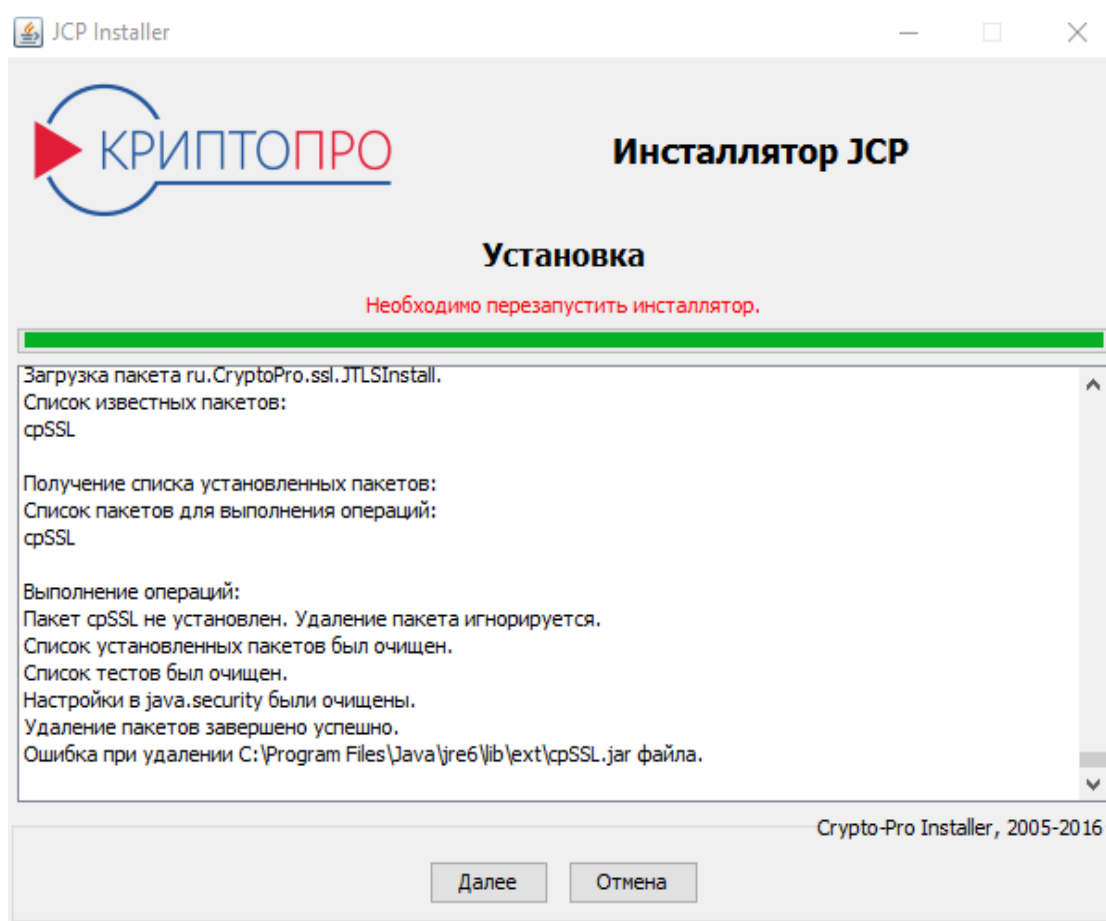 JCP Installer
КРИПТОПРО
Инсталлятор JCP
Установка
Необходимо перезапустить инсталлятор.
Загрузка пакета ru.CryptoPro.ssl.JTLSInstall.
Список известных пакетов:
cpSSL
Получение списка установленных пакетов:
Список пакетов для выполнения операций:
cpSSL
Выполнение операций:
Пакет cpSSL не установлен. Удаление пакета игнорируется.
Список установленных пакетов был очищен.
Список тестов был очищен.
Настройки в java.security были очищены.
Удаление пакетов завершено успешно.
Ошибка при удалении C:\Program Files\Java\jre6\lib\ext\cpSSL.jar файла.
Crypto-Pro Installer, 2005-2016
Далее
Отмена